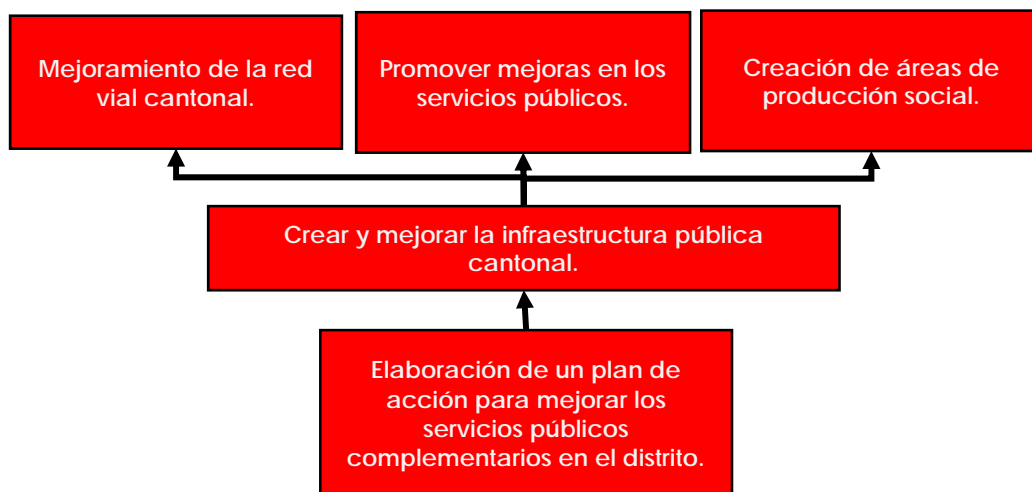 Mejoramiento de la red
vial cantonal.
Promover mejoras en los
servicios públicos.
Creación de áreas de
producción social.
Crear y mejorar la infraestructura pública
cantonal.
Elaboración de un plan de
acción para mejorar los
servicios públicos
complementarios en el distrito.